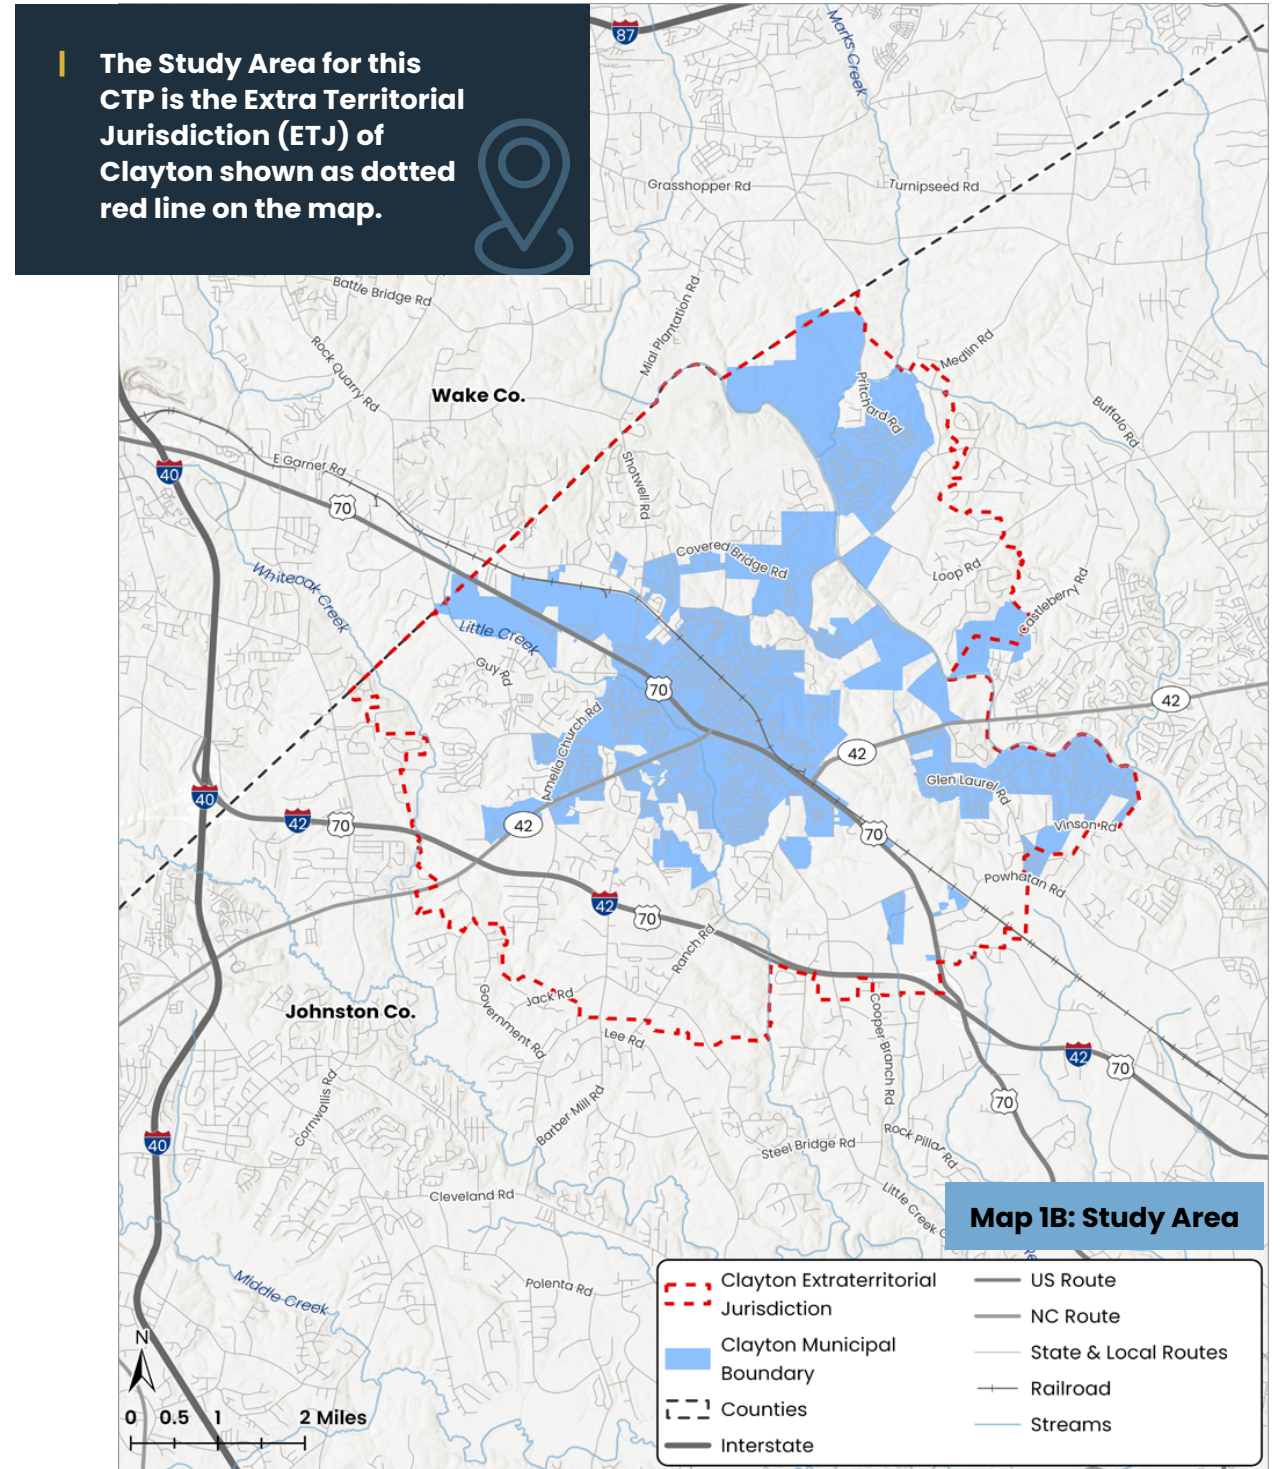 The Study Area for this
CTP is the Extra Territorial
Jurisdiction (ETJ) of
Clayton shown as dotted
red line on the map.
87
Marks Creek
Grasshopper Rd
Turnipseed Rd
Battle Bridge Rd
Mial Plantation Rd
Rock Quarry Rd
Medlin Rd
Wake Co.
Pritchard Rd
Buffalo Rd
E Garner Rd
40
Shotwell Rd
70
Covered Bridge Rd
Whiteoak Creek
Loop Rd
Castleberry Rd
Little Creek
Guy Rd
70
42
Amelia Church Rd
42
Glen Laurel Rd
40
42
70
42
70
Vinson Rd
Powhatan Rd
42
70
Ranch Rd
Jack Rd
Johnston Co.
Government Rd
Lee Rd
Cooper Branch Rd
42
70
70
Cornwallis Rd
Barber Mill Rd
40
Steel Bridge Rd
Rock Pillar Rd
Cleveland Rd
Little Creek
Map 1B: Study Area
Middle Creek
Polenta Rd
N
0 0.5 1 2 Miles
Clayton Extraterritorial
Jurisdiction
Clayton Municipal
Boundary
Counties
Interstate
US Route
NC Route
State & Local Routes
Railroad
Streams